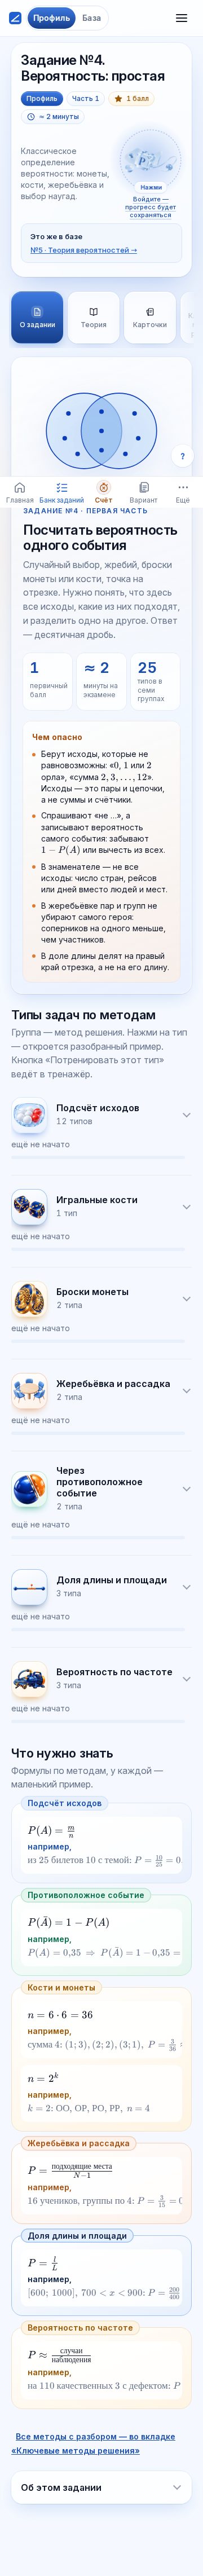 Профиль База
Задание №4.
Вероятность: простая
Профиль Часть 1 1 балл
≈ 2 минуты
Классическое
определение
вероятности: монеты,
кости, жеребьёвка и
выбор наугад.
Нажми
Войдите —
прогресс будет
сохраняться
Это же в базе
№5 · Теория вероятностей →
О задании Теория Карточки
?
Главная Банк заданий Счёт Вариант Ещё
ЗАДАНИЕ №4 · ПЕРВАЯ ЧАСТЬ
Посчитать вероятность
одного события
Случайный выбор, жребий, броски
монеты или кости, точка на
отрезке. Нужно понять, что здесь
все исходы, какие из них подходят,
и разделить одно на другое. Ответ
— десятичная дробь.
1 ≈ 2 25
первичный балл
минуты на экзамене
типов в семи группах
Чем опасно
Берут исходы, которые не
равновозможны: «0, 1 или 2
орла», «сумма 2, 3, …, 12».
Исходы — это пары и цепочки,
а не суммы и счётчики.
Спрашивают «не …», а
записывают вероятность
самого события: забывают
1 − P(A) или вычесть из всех.
В знаменателе — не все
исходы: число стран, рейсов
или дней вместо людей и мест.
В жеребьёвке пар и групп не
убирают самого героя:
соперников на одного меньше,
чем участников.
В доле длины делят на правый
край отрезка, а не на его длину.
Типы задач по методам
Группа — метод решения. Нажми на тип
— откроется разобранный пример.
Кнопка «Потренировать этот тип»
ведёт в тренажёр.
Подсчёт исходов
12 типов
ещё не начато
Игральные кости
1 тип
ещё не начато
Броски монеты
2 типа
ещё не начато
Жеребьёвка и рассадка
2 типа
ещё не начато
Через
противоположное
событие
2 типа
ещё не начато
Доля длины и площади
3 типа
ещё не начато
Вероятность по частоте
3 типа
ещё не начато
Что нужно знать
Формулы по методам, у каждой —
маленький пример.
Подсчёт исходов
P(A) = m/n
например,
из 25 билетов 10 с темой: P = 10/25 = 0,
Противоположное событие
P(Ā) = 1 − P(A)
например,
P(A) = 0,35 ⇒ P(Ā) = 1 − 0,35 =
Кости и монеты
n = 6 · 6 = 36
например,
сумма 4: (1; 3), (2; 2), (3; 1), P = 3/36 =
n = 2^k
например,
k = 2: ОО, ОР, РО, РР, n = 4
Жеребьёвка и рассадка
P = подходящие места/N−1
например,
16 учеников, группы по 4: P = 3/15 = 0
Доля длины и площади
P = l/L
например,
[600; 1000], 700 < x < 900: P = 200/400
Вероятность по частоте
P ≈ случаи/наблюдения
например,
на 110 качественных 3 с дефектом: P
Все методы с разбором — во вкладке
«Ключевые методы решения»
Об этом задании